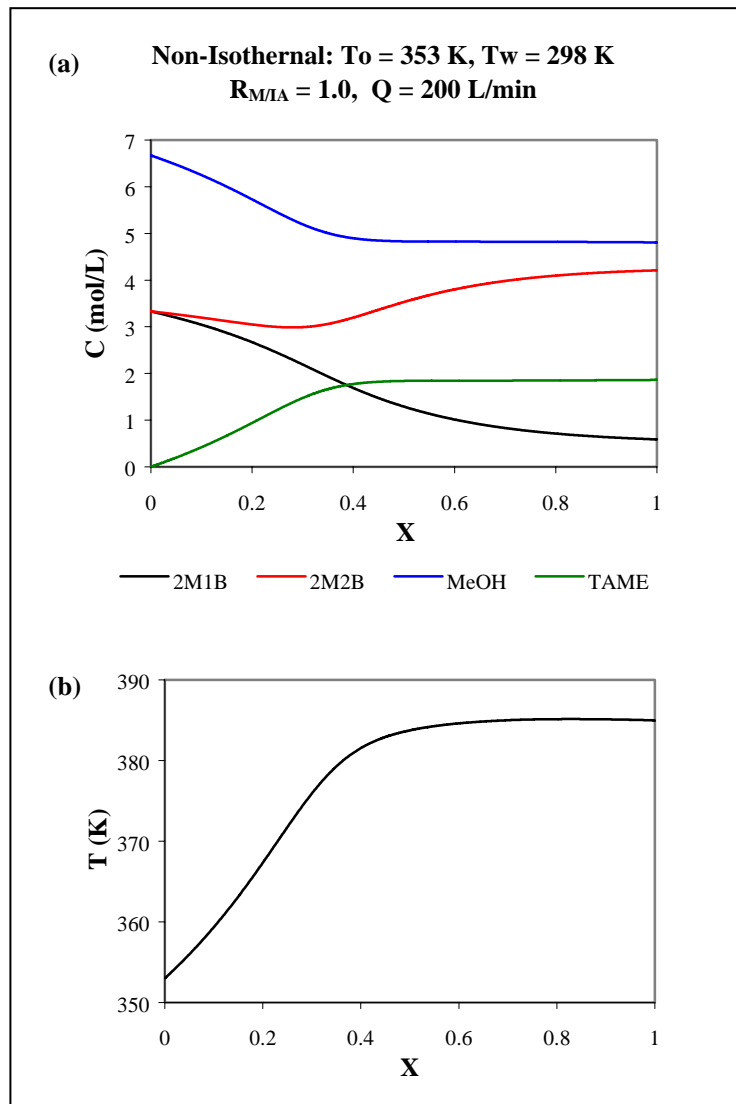 (a)
Non-Isothernal: To = 353 K, Tw = 298 K
RM/IA = 1.0, Q = 200 L/min
7
6
5
4
3
2
1
0
C (mol/L)
0 0.2 0.4 0.6 0.8 1
X
2M1B 2M2B MeOH TAME
(b)
390
380
370
360
350
T (K)
0 0.2 0.4 0.6 0.8 1
X